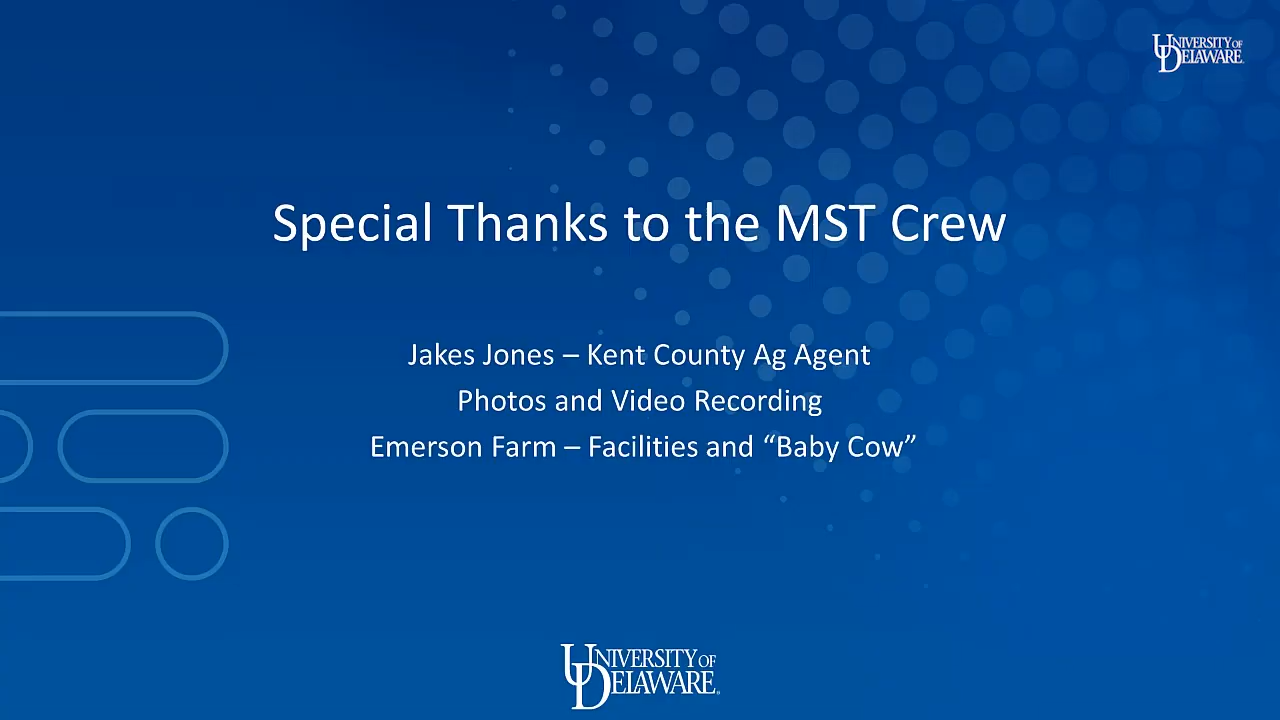 UNIVERSITY OF
DELAWARE
Special Thanks to the MST Crew
Jakes Jones – Kent County Ag Agent
Photos and Video Recording
Emerson Farm – Facilities and “Baby Cow”
UNIVERSITY OF
DELAWARE